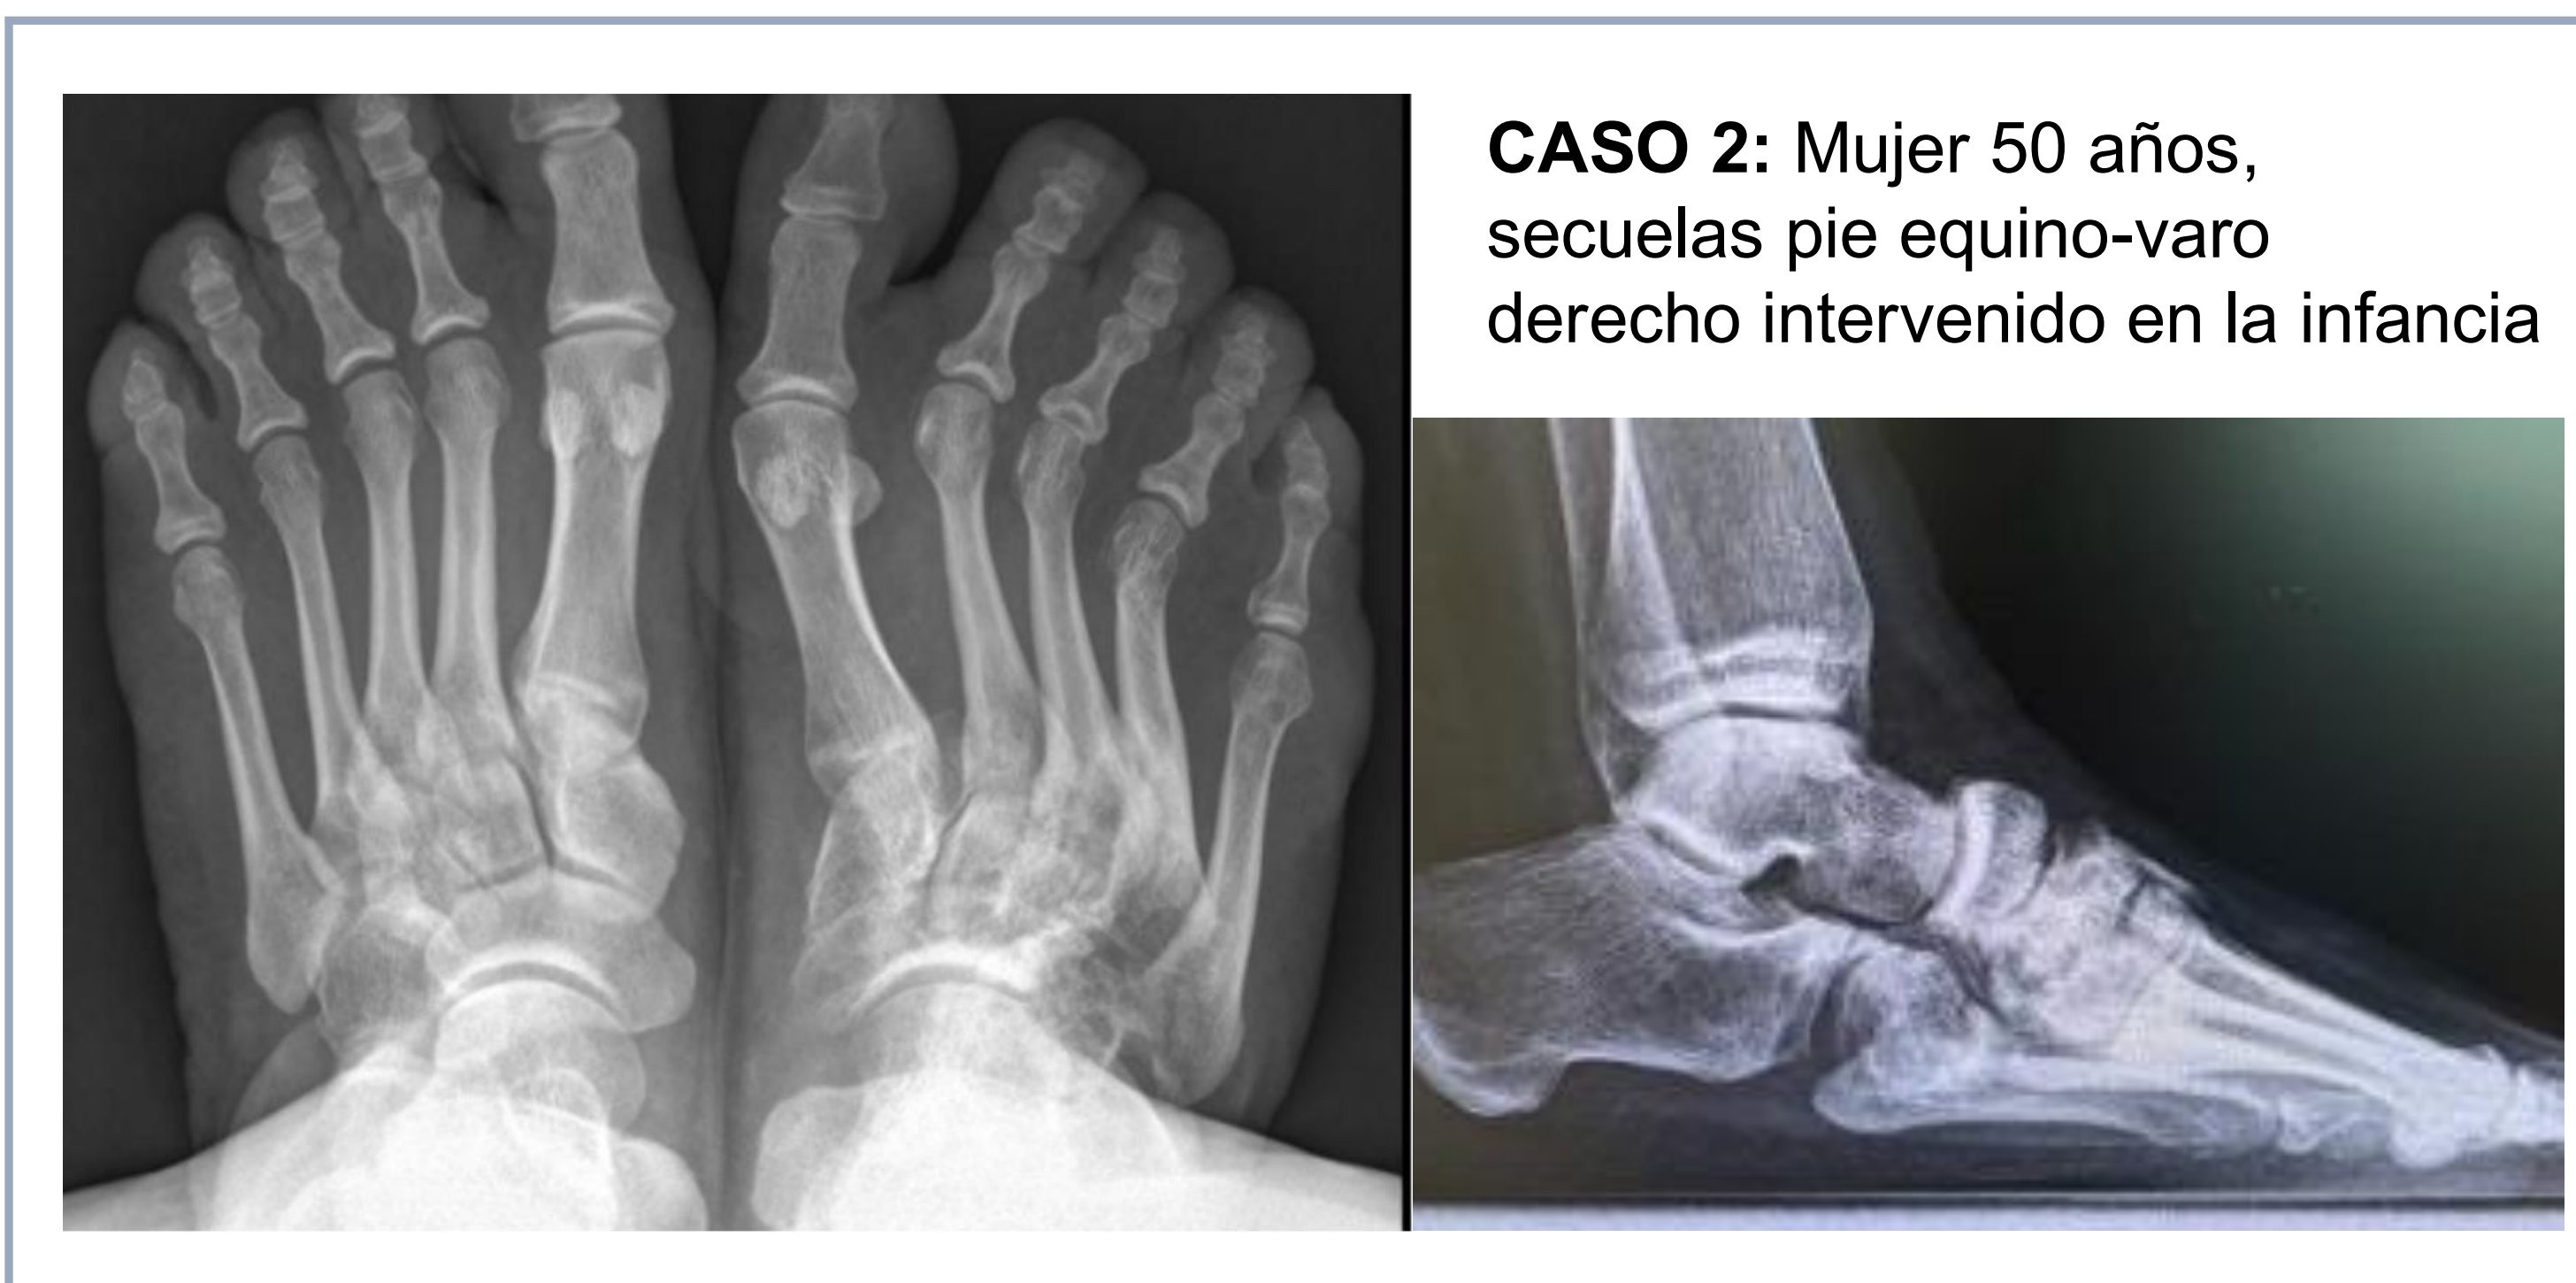 CASO 2: Mujer 50 años,
secuelas pie equino-varo
derecho intervenido en la infancia